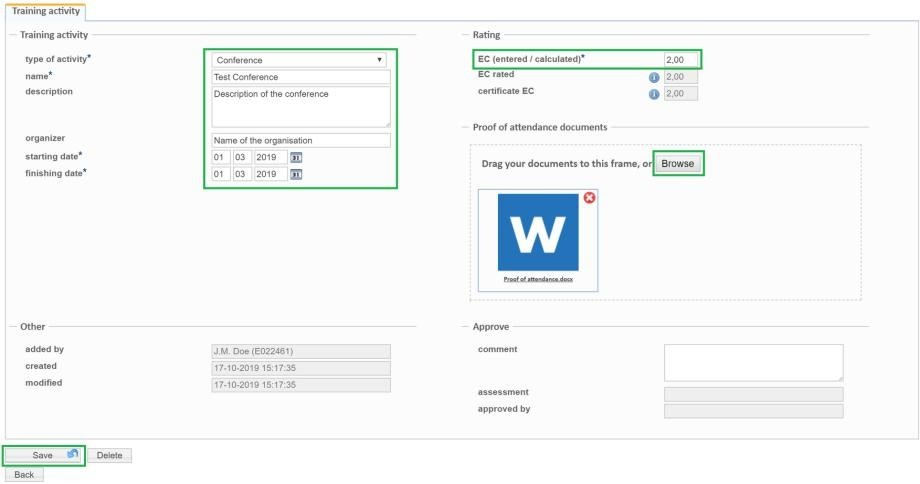 Training activity
Training activity
type of activity* Conference
name* Test Conference
description Description of the conference
organizer Name of the organisation
starting date* 01 03 2019
finishing date* 01 03 2019
Rating
EC (entered / calculated)* 2,00
EC rated i 2,00
certificate EC i 2,00
Proof of attendance documents
Drag your documents to this frame, or Browse
W
Proof of attendance.docx
Other
added by J.M. Doe (E022461)
created 17-10-2019 15:17:35
modified 17-10-2019 15:17:35
Approve
comment
assessment
approved by
Save Delete
Back